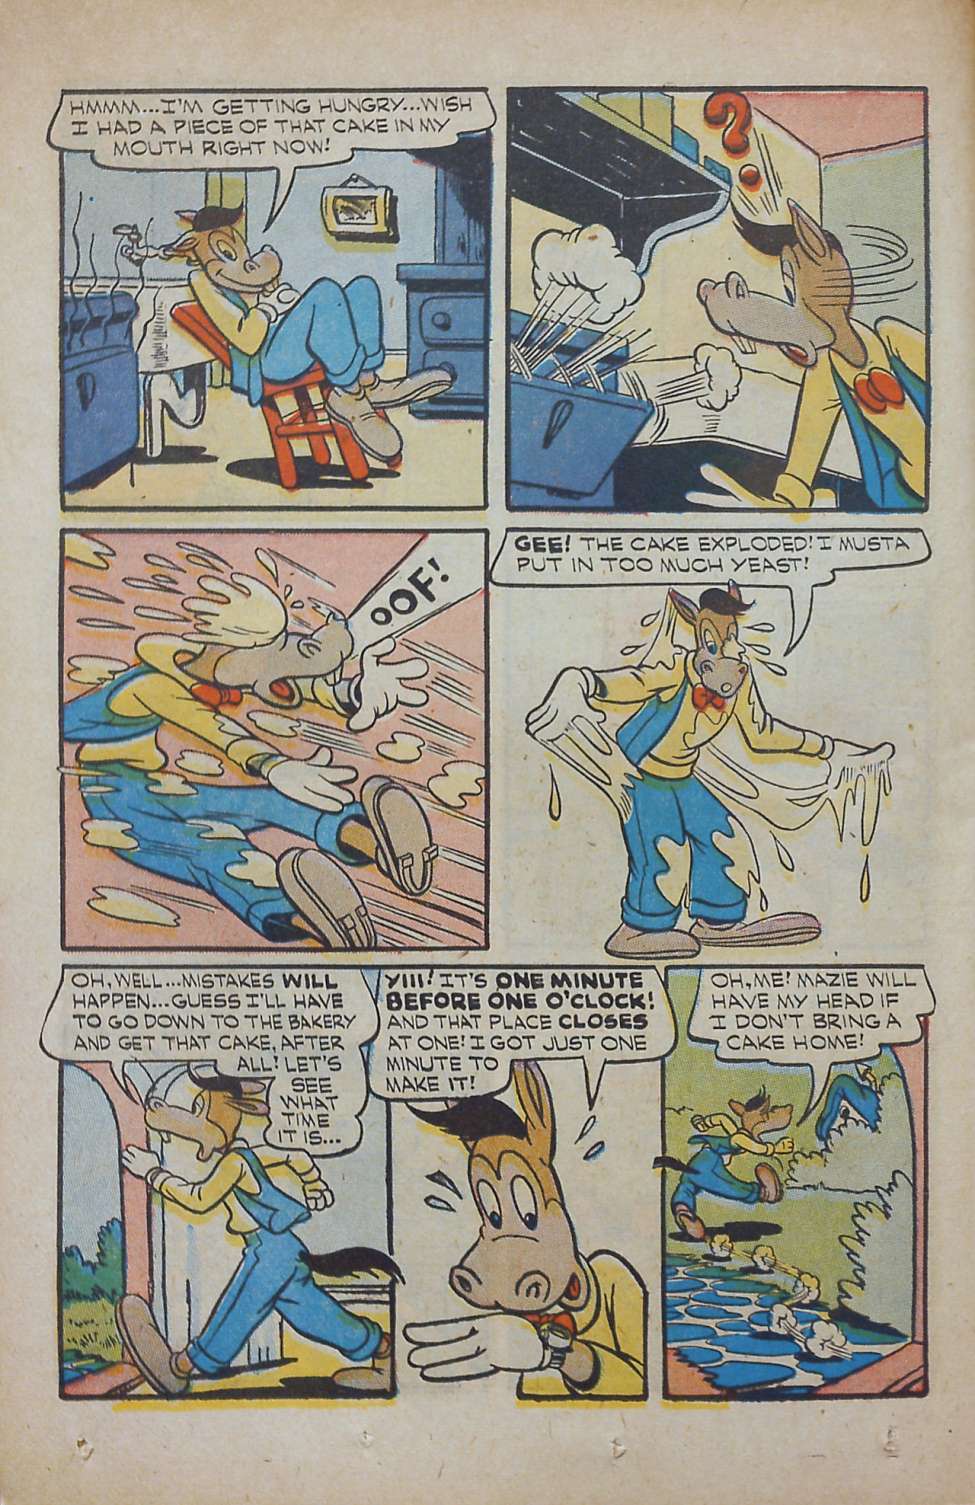 HMMM...I'M GETTING HUNGRY...WISH
I HAD A PIECE OF THAT CAKE IN MY
MOUTH RIGHT NOW!
?
OOF!
GEE! THE CAKE EXPLODED! I MUSTA
PUT IN TOO MUCH YEAST!
OH, WELL...MISTAKES WILL
HAPPEN...GUESS I'LL HAVE
TO GO DOWN TO THE BAKERY
AND GET THAT CAKE, AFTER
ALL! LET'S
SEE
WHAT
TIME
IT IS...
YIII! IT'S ONE MINUTE
BEFORE ONE O'CLOCK!
AND THAT PLACE CLOSES
AT ONE! I GOT JUST ONE
MINUTE TO
MAKE IT!
OH, ME! MAZIE WILL
HAVE MY HEAD IF
I DON'T BRING A
CAKE HOME!